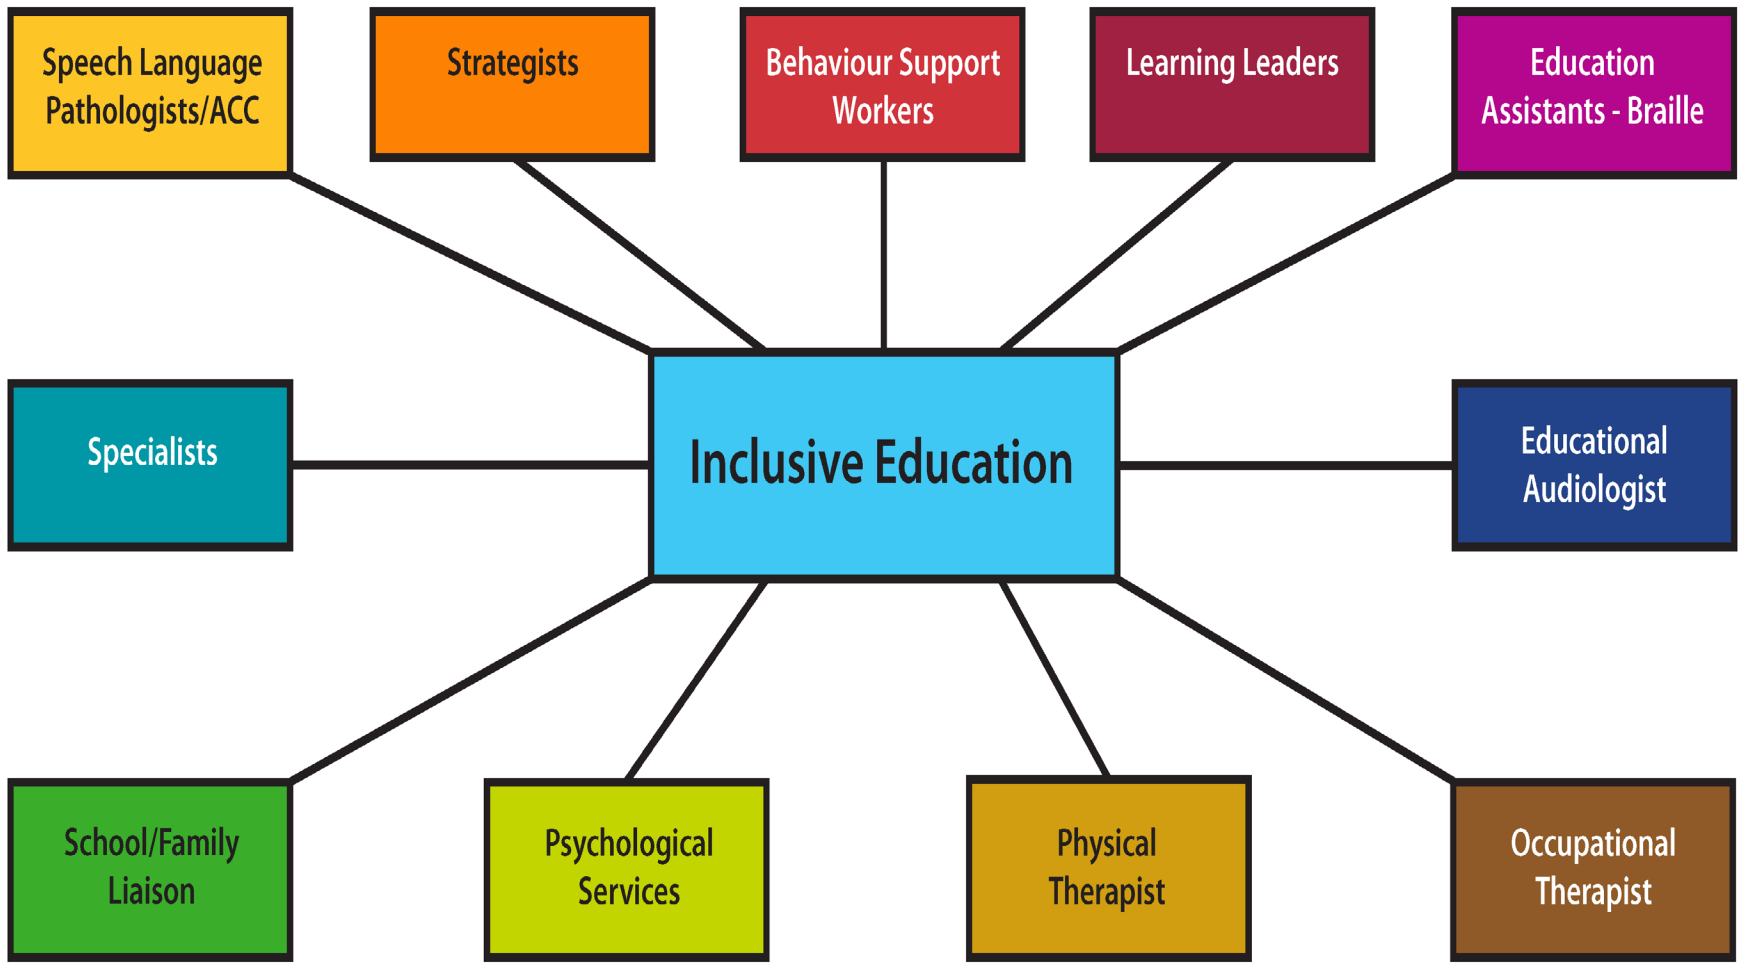 Speech Language
Pathologists/ACC
Strategists
Behaviour Support
Workers
Learning Leaders
Education
Assistants - Braille
Specialists
Inclusive Education
Educational
Audiologist
School/Family
Liaison
Psychological
Services
Physical
Therapist
Occupational
Therapist